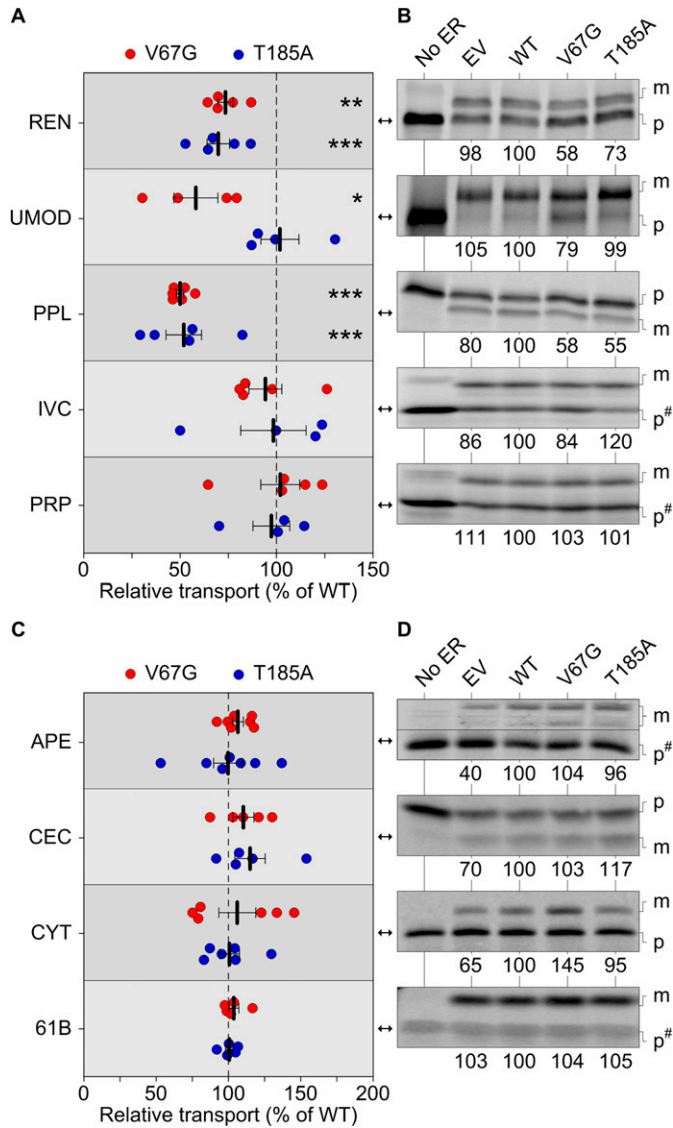 A
V67G T185A
REN ** ***
UMOD *
PPL *** ***
IVC
PRP
0 50 100 150
Relative transport (% of WT)
B
No ER EV WT V67G T185A
↔ m p
98 100 58 73
↔ m p
105 100 79 99
↔ p m
80 100 58 55
↔ m p#
86 100 84 120
↔ m p#
111 100 103 101
C
V67G T185A
APE
CEC
CYT
61B
0 50 100 150 200
Relative transport (% of WT)
D
No ER EV WT V67G T185A
↔ m p#
40 100 104 96
↔ p m
70 100 103 117
↔ m p
65 100 145 95
↔ m p#
103 100 104 105